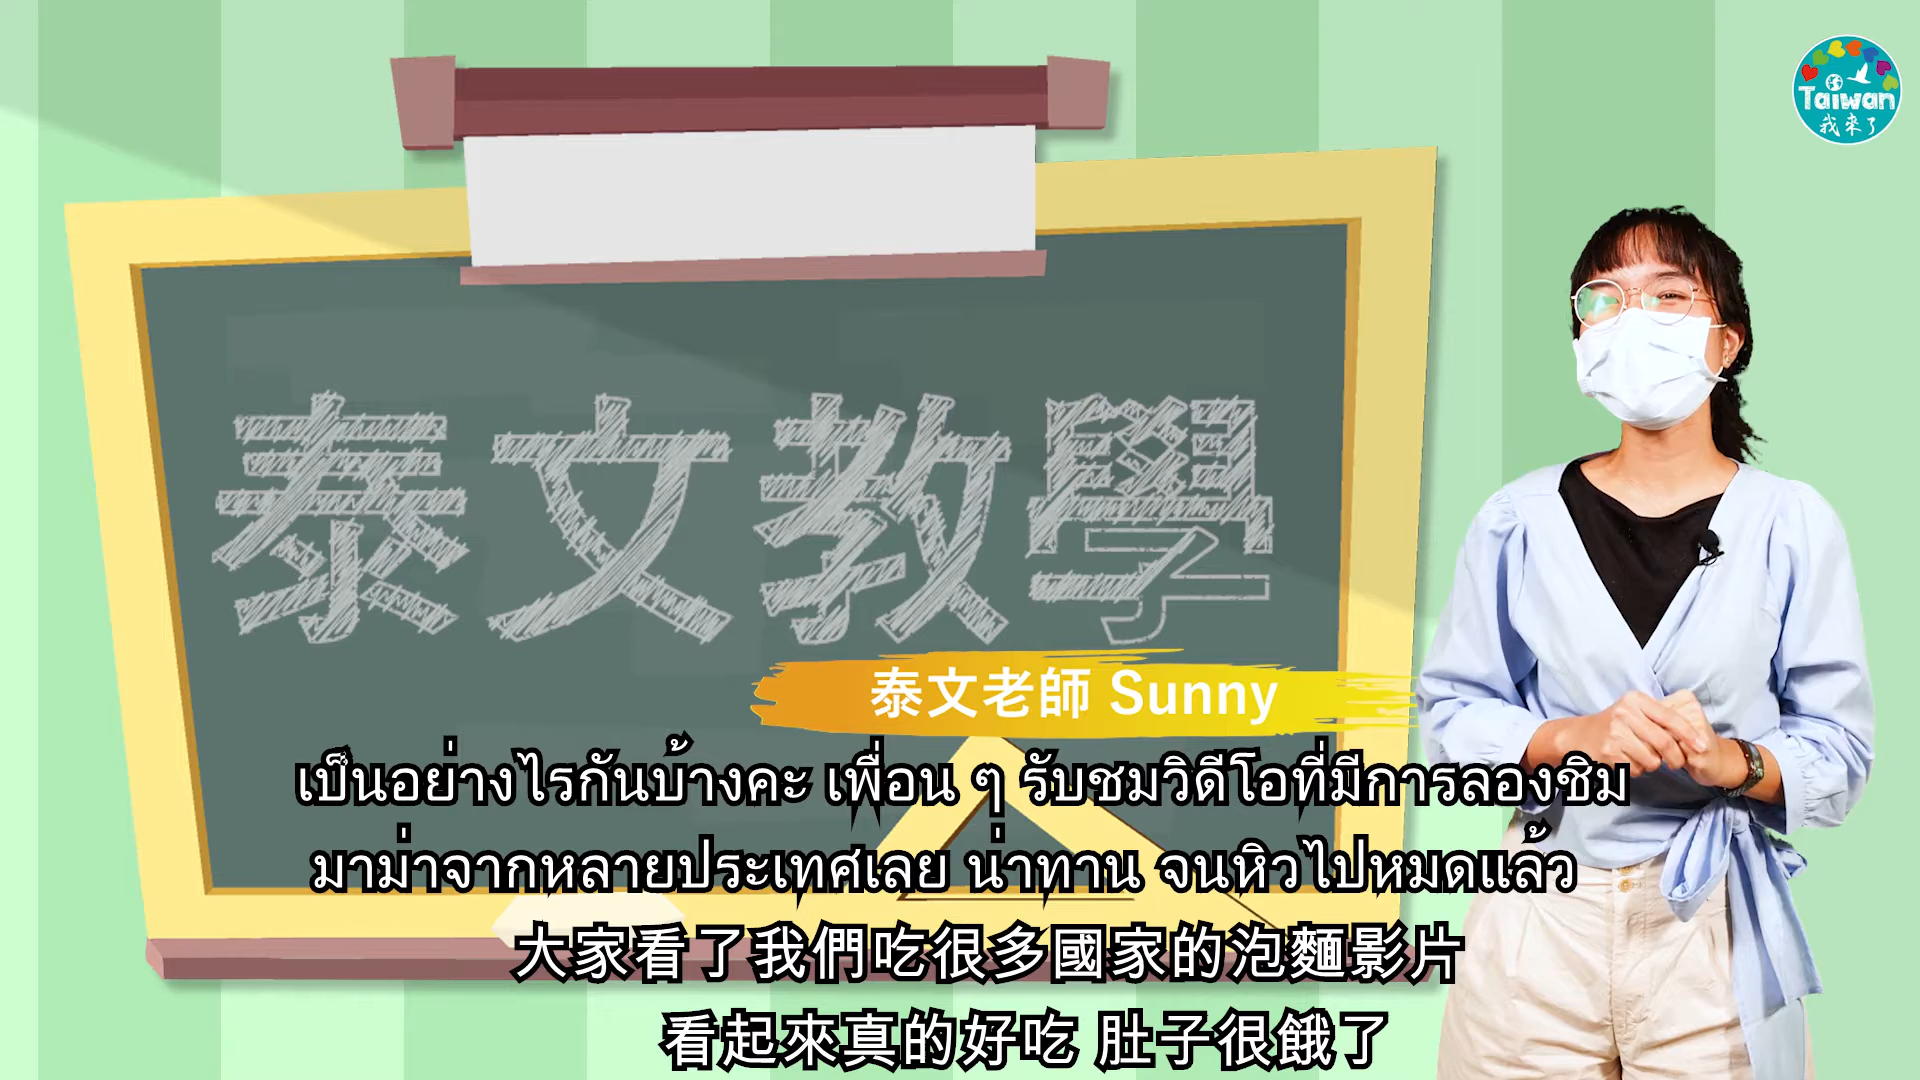 Taiwan
我來了
泰文教學
泰文老師 Sunny
เป็นอย่างไรกันบ้างคะ เพื่อน ๆ รับชมวิดีโอที่มีการลองชิม
มาม่าจากหลายประเทศเลย น่าทาน จนหิวไปหมดแล้ว
大家看了我們吃很多國家的泡麵影片
看起來真的好吃 肚子很餓了